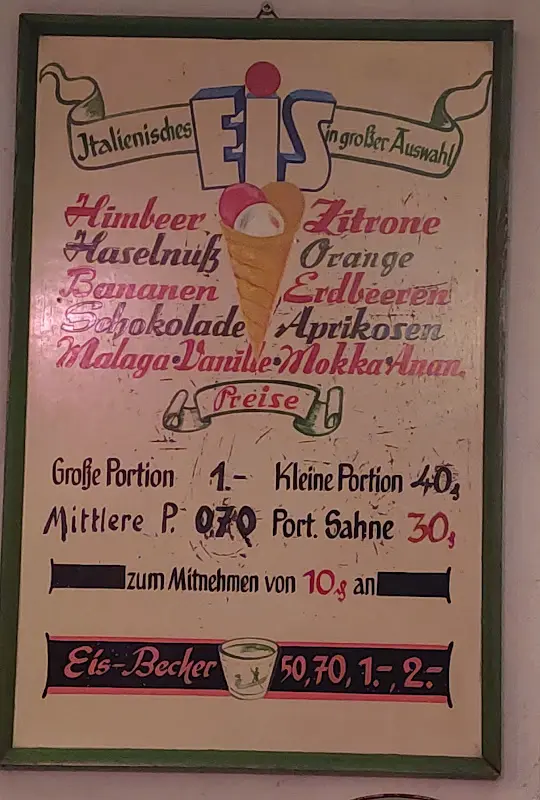 Italienisches EiS in großer Auswahl
Himbeer Zitrone
Haselnuß Orange
Bananen Erdbeeren
Schokolade Aprikosen
Malaga • Vanille • Mokka • Anan.
Preise
Große Portion 1.- Kleine Portion 40₰
Mittlere P. 0,70 Port. Sahne 30₰
zum Mitnehmen von 10₰ an
Eis-Becher 50, 70, 1.-, 2.-